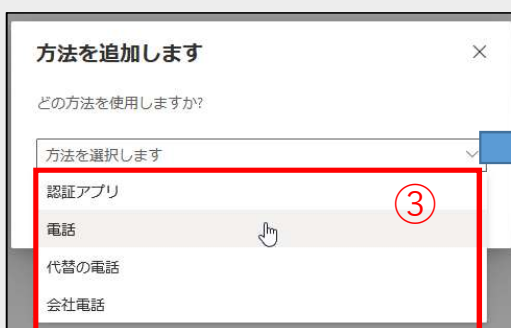 方法を追加します
どの方法を使用しますか?
方法を選択します
認証アプリ
③
電話
代替の電話
会社電話